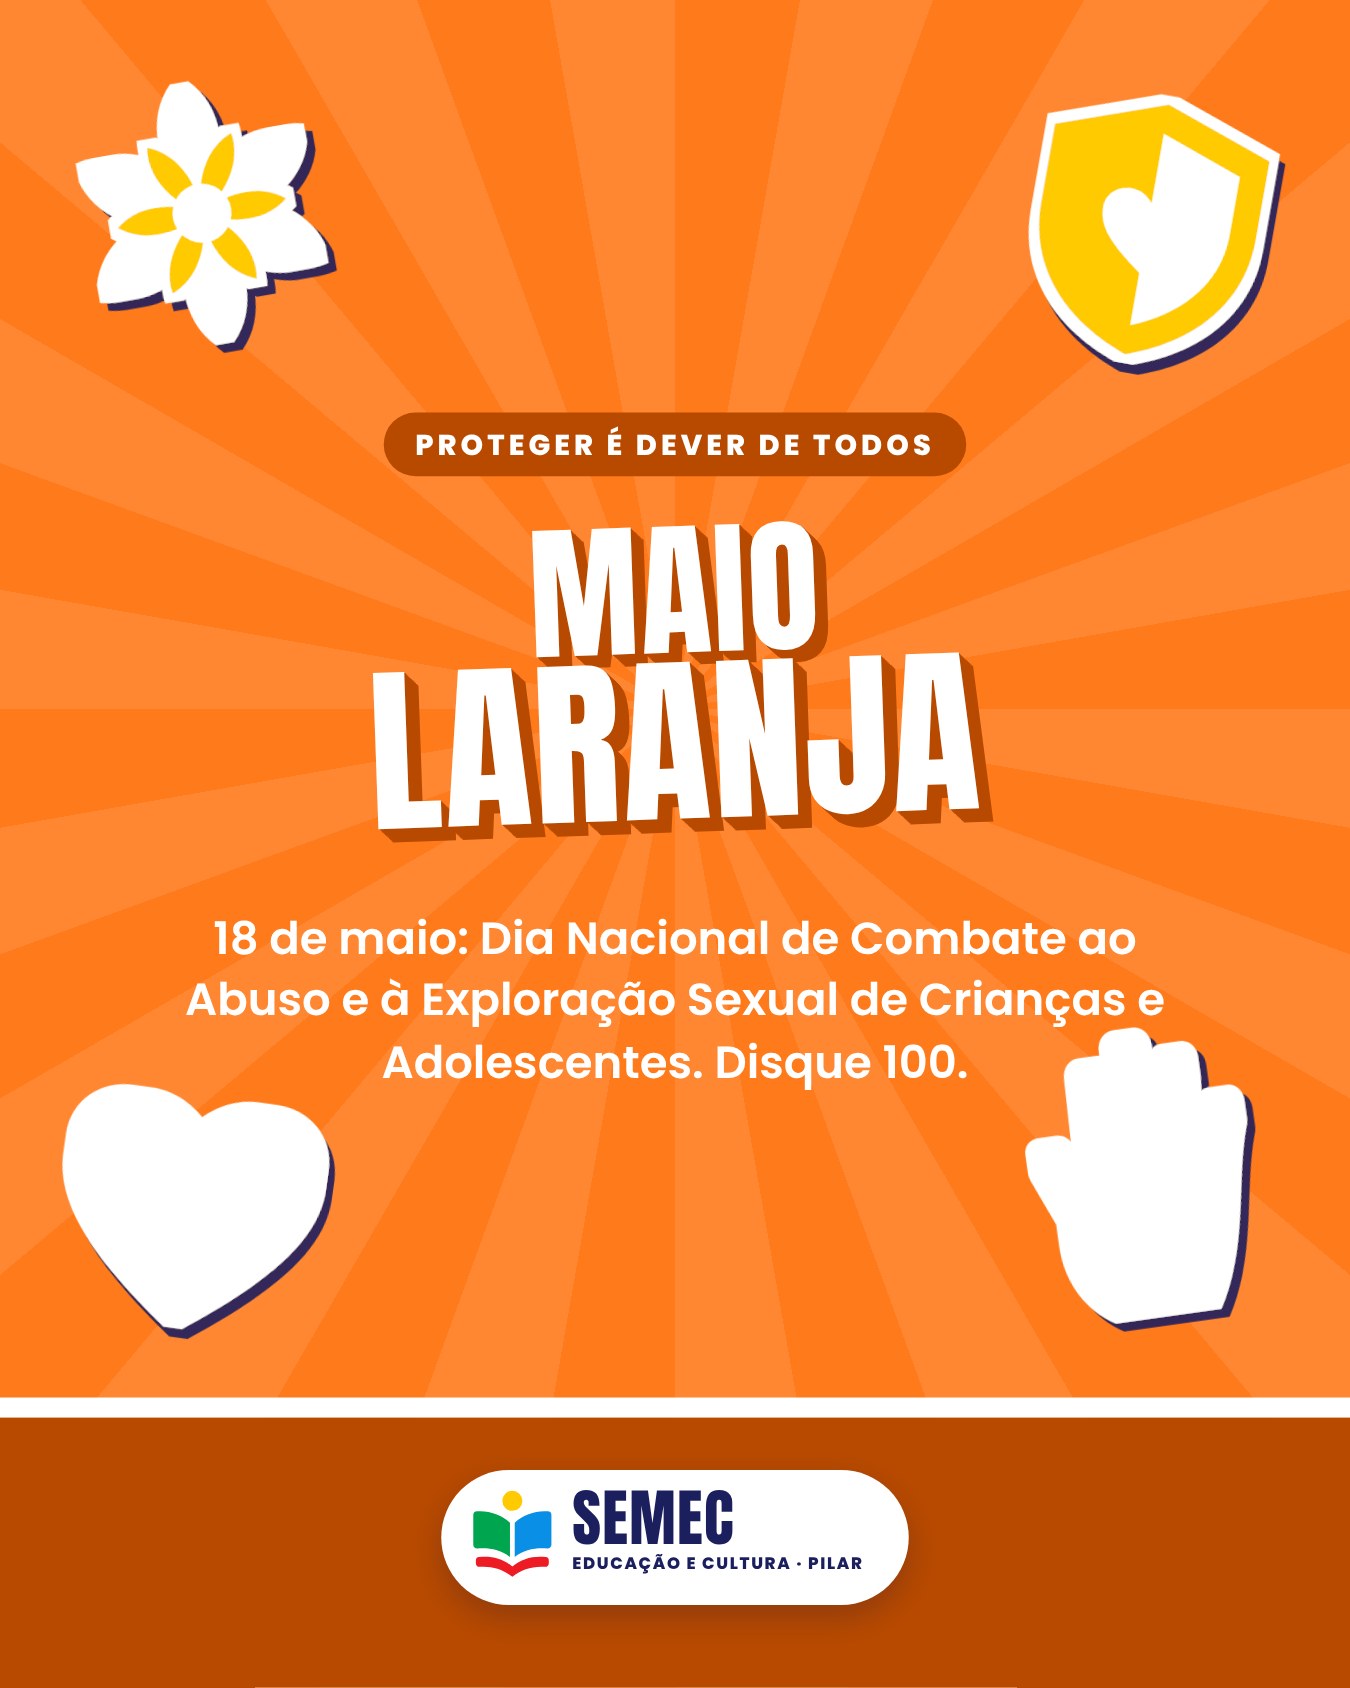 PROTEGER É DEVER DE TODOS
MAIO
LARANJA
18 de maio: Dia Nacional de Combate ao
Abuso e à Exploração Sexual de Crianças e
Adolescentes. Disque 100.
SEMEC
EDUCAÇÃO E CULTURA · PILAR